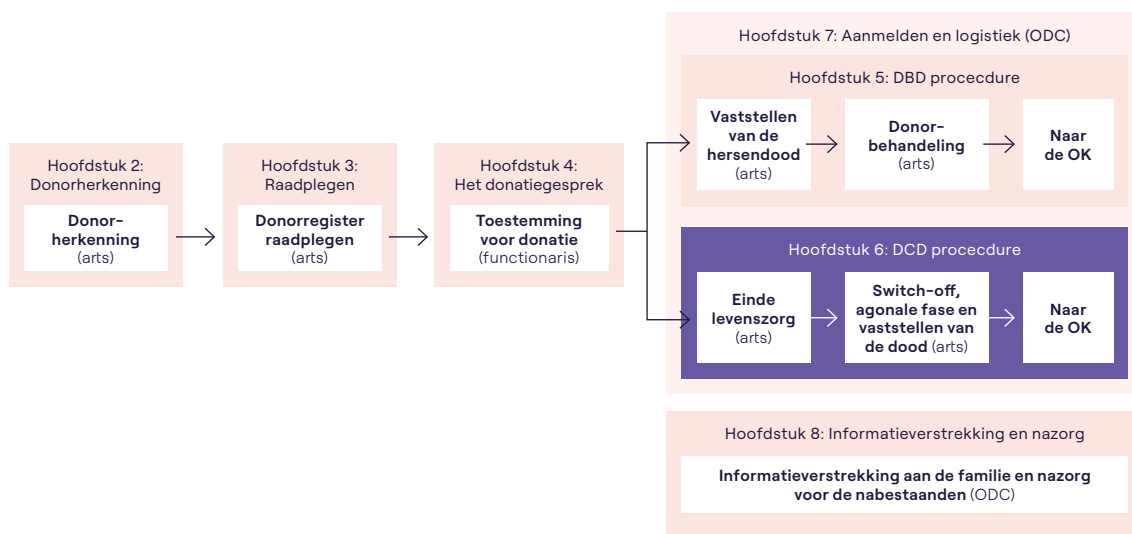 Hoofdstuk 2:
Donorherkenning
Donor-
herkenning
(arts)
Hoofdstuk 3:
Raadplegen
Donorregister
raadplegen
(arts)
Hoofdstuk 4:
Het donatiegesprek
Toestemming
voor donatie
(functionaris)
Hoofdstuk 7: Aanmelden en logistiek (ODC)
Hoofdstuk 5: DBD procecdure
Vaststellen
van de
hersendood
(arts)
Donor-
behandeling
(arts)
Naar
de OK
Hoofdstuk 6: DCD procecdure
Einde
levenszorg
(arts)
Switch-off,
agonale fase en
vaststellen van
de dood (arts)
Naar
de OK
Hoofdstuk 8: Informatieverstrekking en nazorg
Informatieverstrekking aan de familie en nazorg
voor de nabestaanden (ODC)